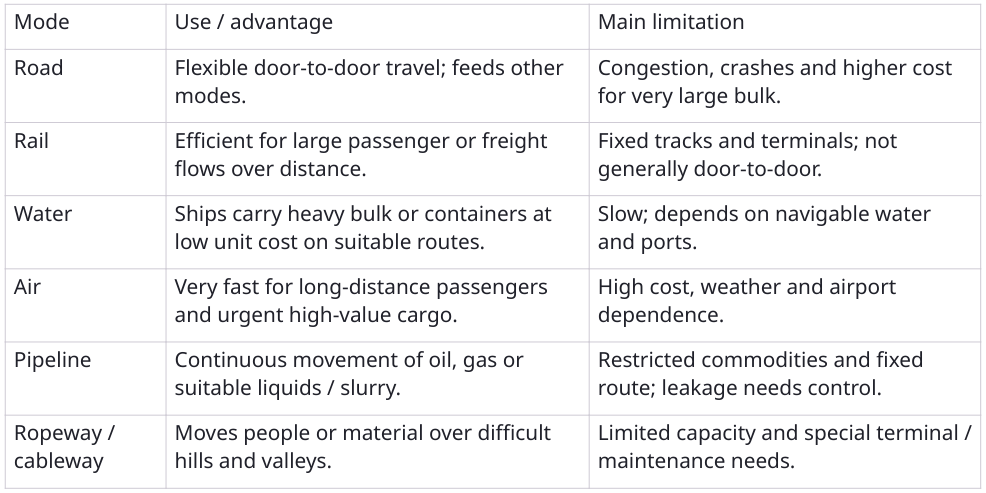 Mode
Use / advantage
Main limitation
Road
Flexible door-to-door travel; feeds other
modes.
Congestion, crashes and higher cost
for very large bulk.
Rail
Efficient for large passenger or freight
flows over distance.
Fixed tracks and terminals; not
generally door-to-door.
Water
Ships carry heavy bulk or containers at
low unit cost on suitable routes.
Slow; depends on navigable water
and ports.
Air
Very fast for long-distance passengers
and urgent high-value cargo.
High cost, weather and airport
dependence.
Pipeline
Continuous movement of oil, gas or
suitable liquids / slurry.
Restricted commodities and fixed
route; leakage needs control.
Ropeway /
cableway
Moves people or material over difficult
hills and valleys.
Limited capacity and special terminal /
maintenance needs.